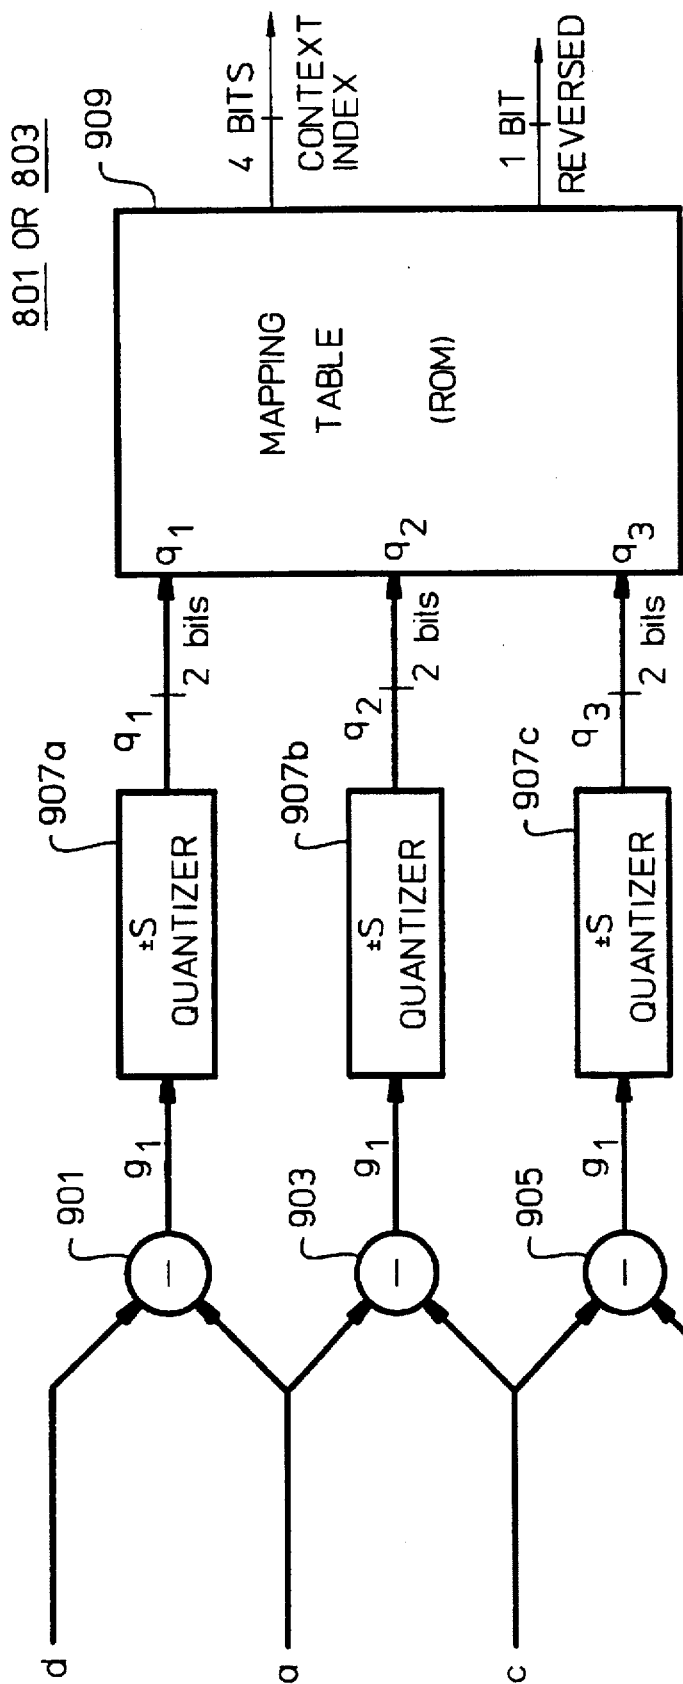 801 OR 803
d
a
c
901
903
905
g1
g1
g1
907a
907b
907c
±S
QUANTIZER
±S
QUANTIZER
±S
QUANTIZER
q1
2 bits
q2
2 bits
q3
2 bits
909
q1
q2
q3
MAPPING
TABLE
(ROM)
4 BITS
CONTEXT
INDEX
1 BIT
REVERSED